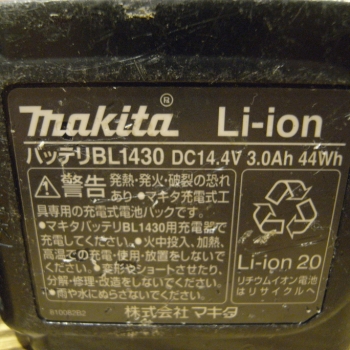 makita ® Li-ion
バッテリBL1430 DC14.4V 3.0Ah 44Wh
⚠警告 発熱・発火・破裂の恐れ
あり ●マキタ充電式工
具専用の充電式電池パックです。
●マキタバッテリBL1430用充電器で
充電してください。●火中投入、加熱、
高温での充電・使用・放置をしない
でください。●変形やショートさせたり、
分解・修理・改造をしないでください。
●雨や水にぬらさないでください。
Li-ion 20
リチウムイオン電池
はリサイクルへ
株式会社マキタ